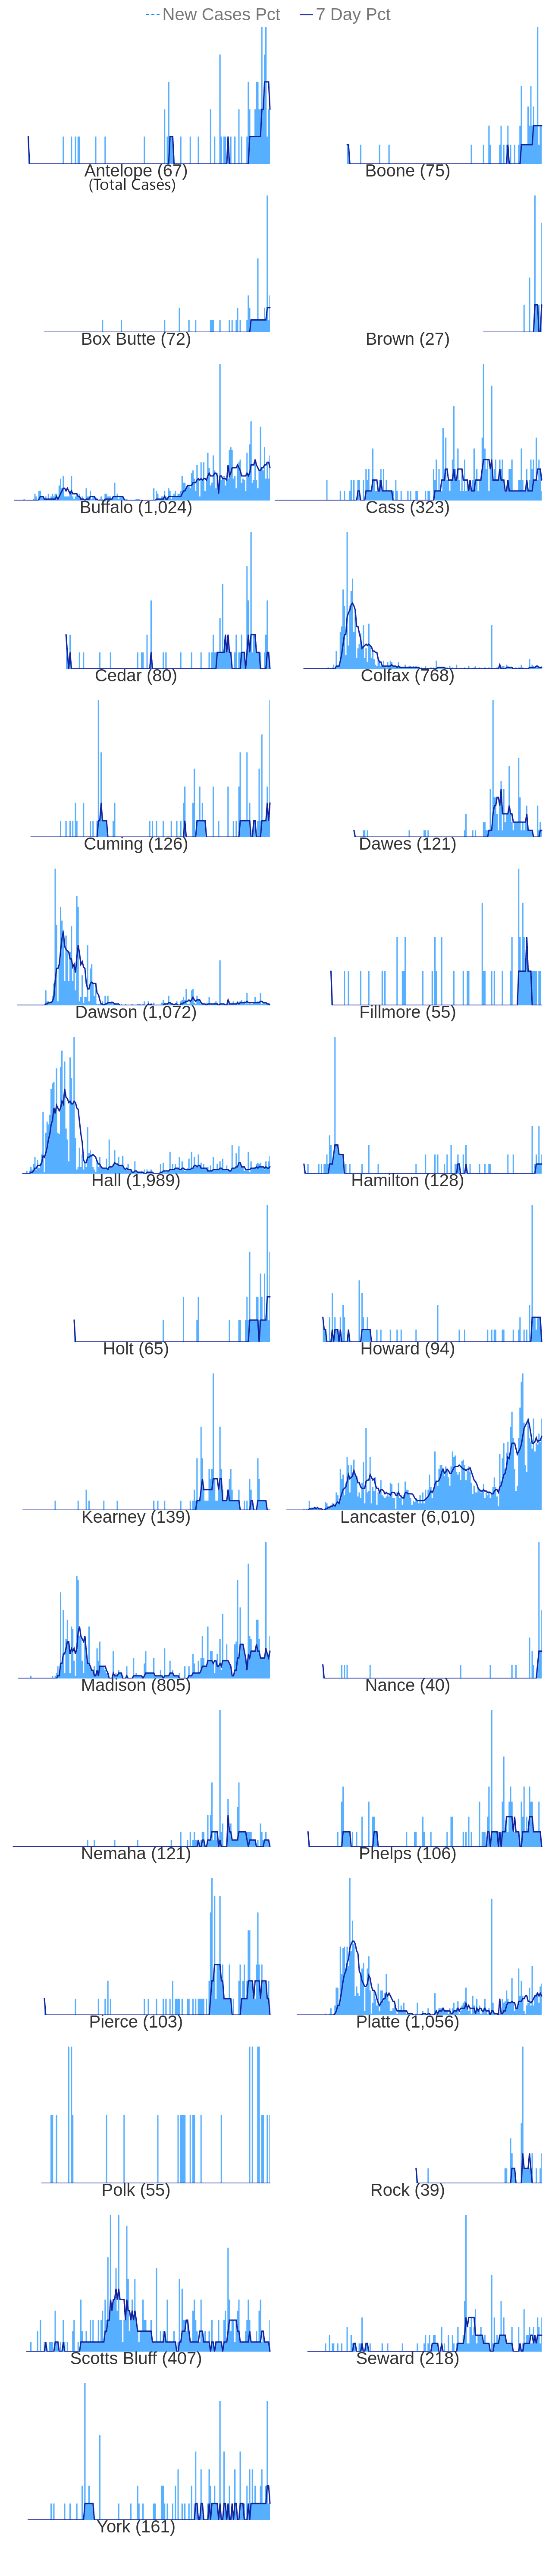 New Cases Pct 7 Day Pct
Antelope (67) Boone (75)
(Total Cases)
Box Butte (72) Brown (27)
Buffalo (1,024) Cass (323)
Cedar (80) Colfax (768)
Cuming (126) Dawes (121)
Dawson (1,072) Fillmore (55)
Hall (1,989) Hamilton (128)
Holt (65) Howard (94)
Kearney (139) Lancaster (6,010)
Madison (805) Nance (40)
Nemaha (121) Phelps (106)
Pierce (103) Platte (1,056)
Polk (55) Rock (39)
Scotts Bluff (407) Seward (218)
York (161)